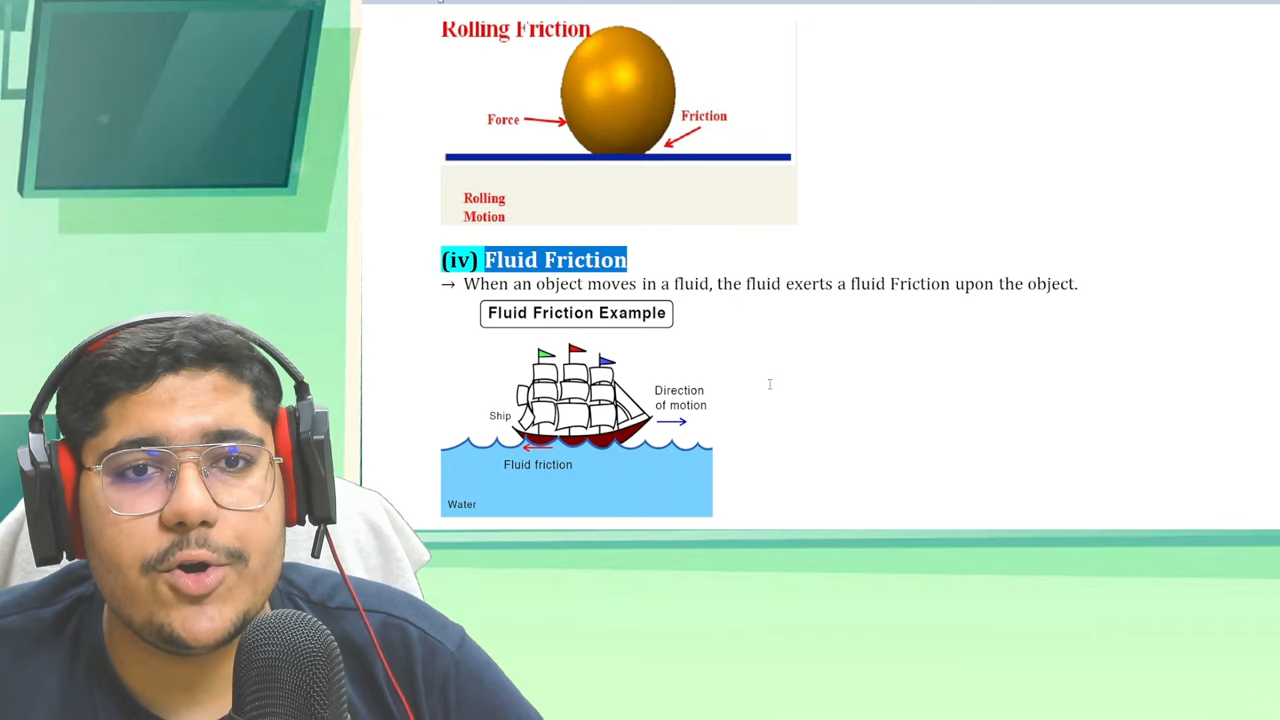 Rolling Friction
Force
Friction
Rolling
Motion
(iv) Fluid Friction
→ When an object moves in a fluid, the fluid exerts a fluid Friction upon the object.
Fluid Friction Example
Direction
of motion
Ship
Fluid friction
Water